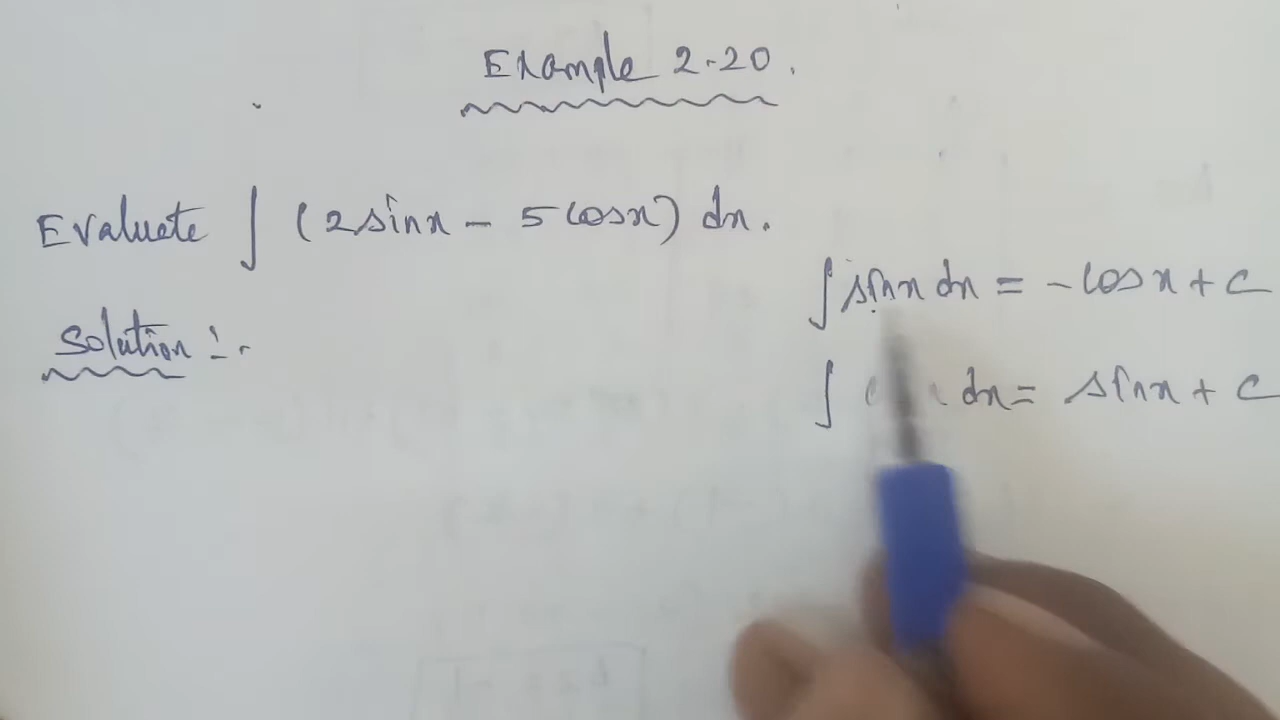 Example 2.20.
Evaluate ∫ (2sinx - 5cosx) dx.
Solution :-
∫ sinx dx = -cosx + c
∫ dx = sinx + c